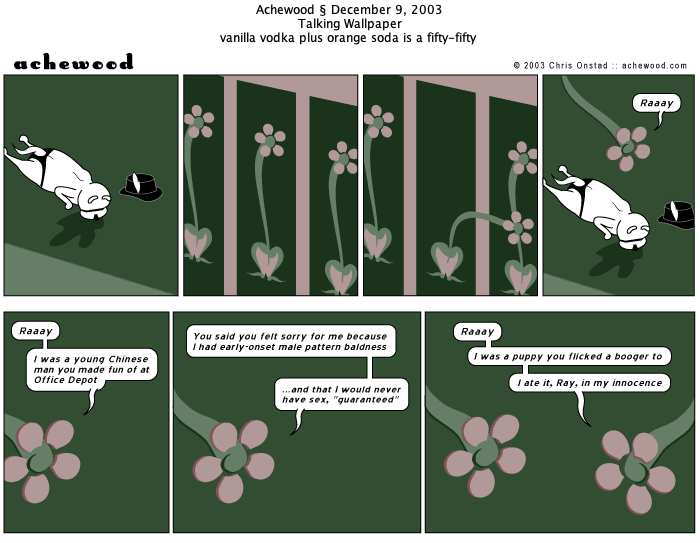 Achewood § December 9, 2003
Talking Wallpaper
vanilla vodka plus orange soda is a fifty-fifty
achewood
© 2003 Chris Onstad :: achewood.com
Raaay
Raaay
I was a young Chinese
man you made fun of at
Office Depot
You said you felt sorry for me because
I had early-onset male pattern baldness
...and that I would never
have sex, "guaranteed"
Raaay
I was a puppy you flicked a booger to
I ate it, Ray, in my innocence